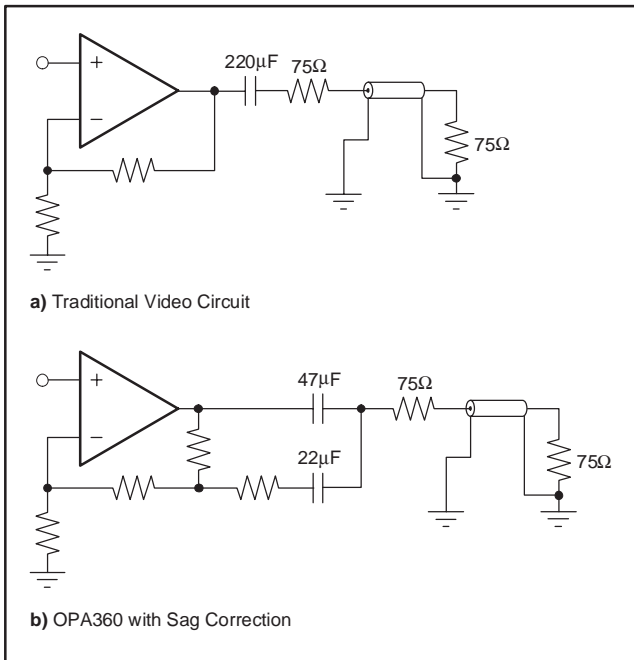 220μF 75Ω
+
−
75Ω
a) Traditional Video Circuit
47μF 75Ω
+
−
22μF
75Ω
b) OPA360 with Sag Correction